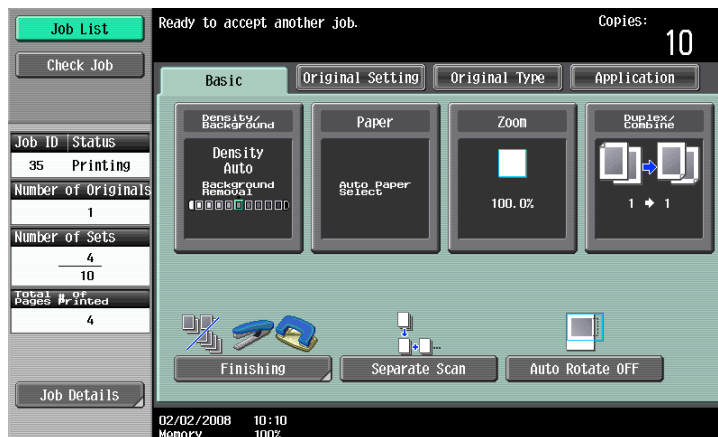 Job List
Check Job
Ready to accept another job.
Copies:
10
Basic
Original Setting
Original Type
Application
Density/
Background
Density
Auto
Background
Removal
Paper
Auto Paper
Select
Zoom
100.0%
Duplex/
Combine
1 → 1
Job ID Status
35 Printing
Number of Originals
1
Number of Sets
4
10
Total # of
Pages Printed
4
Job Details
Finishing
Separate Scan
Auto Rotate OFF
02/02/2008 10:10
Memory 100%